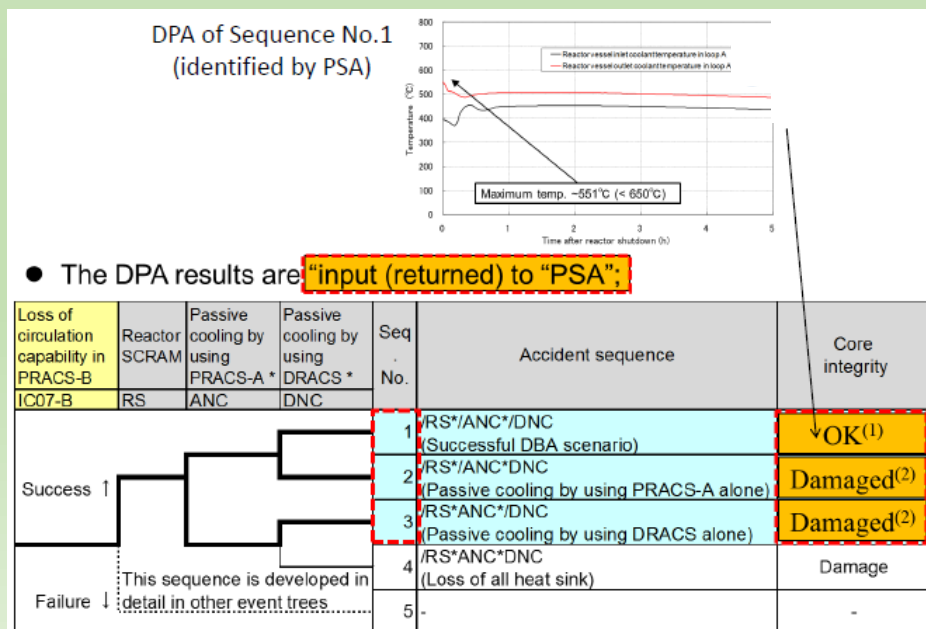 DPA of Sequence No.1
(identified by PSA)
800
700
600
500
400
300
200
100
0
Temperature (℃)
Reactor vessel inlet coolant temperature in loop A
Reactor vessel outlet coolant temperature in loop A
Maximum temp. ~551℃ (< 650℃)
0 1 2 3 4 5
Time after reactor shutdown (h)
● The DPA results are "input (returned) to "PSA";
Loss of
circulation
capability in
PRACS-B
Reactor
SCRAM
Passive
cooling by
using
PRACS-A *
Passive
cooling by
using
DRACS *
Seq
.
No.
Accident sequence
Core
integrity
IC07-B RS ANC DNC
Success ↑
Failure ↓
This sequence is developed in
detail in other event trees
1
/RS*/ANC*/DNC
(Successful DBA scenario)
OK(1)
2
/RS*/ANC*DNC
(Passive cooling by using PRACS-A alone)
Damaged(2)
3
/RS*ANC*/DNC
(Passive cooling by using DRACS alone)
Damaged(2)
4
/RS*ANC*DNC
(Loss of all heat sink)
Damage
5 - -